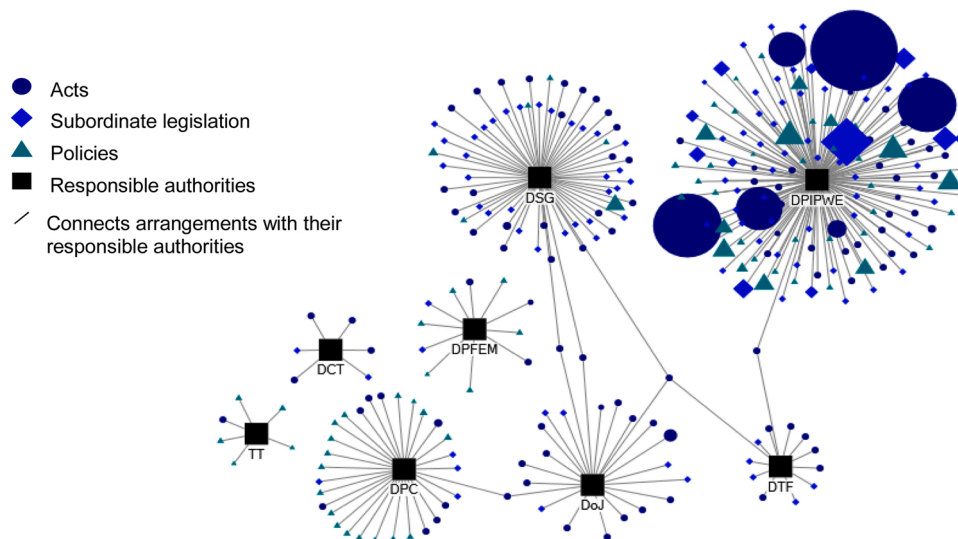 Acts
Subordinate legislation
Policies
Responsible authorities
Connects arrangements with their
responsible authorities
DSG
DPIPWE
DPFEM
DCT
TT
DPC
DoJ
DTF